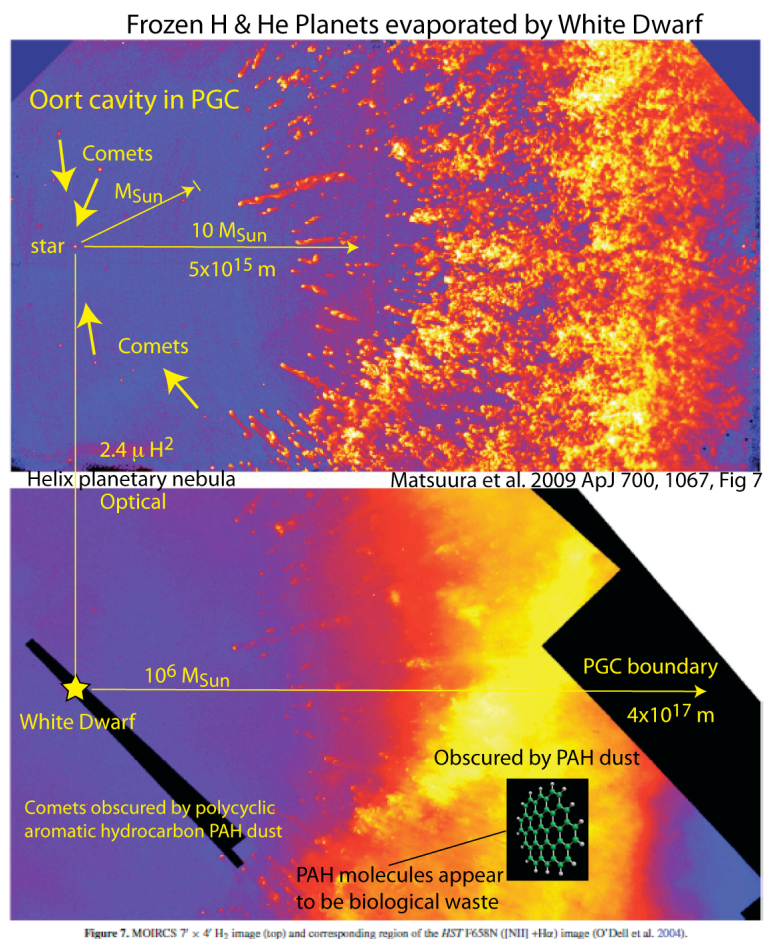 Frozen H & He Planets evaporated by White Dwarf
Oort cavity in PGC
Comets
MSun
star
10 MSun
5x10¹⁵ m
Comets
2.4 μ H²
Helix planetary nebula
Matsuura et al. 2009 ApJ 700, 1067, Fig 7
Optical
10⁶ MSun
PGC boundary
4x10¹⁷ m
White Dwarf
Obscured by PAH dust
Comets obscured by polycyclic
aromatic hydrocarbon PAH dust
PAH molecules appear
to be biological waste
Figure 7. MOIRCS 7′ × 4′ H₂ image (top) and corresponding region of the HST F658N ([NII] +Hα) image (O'Dell et al. 2004).